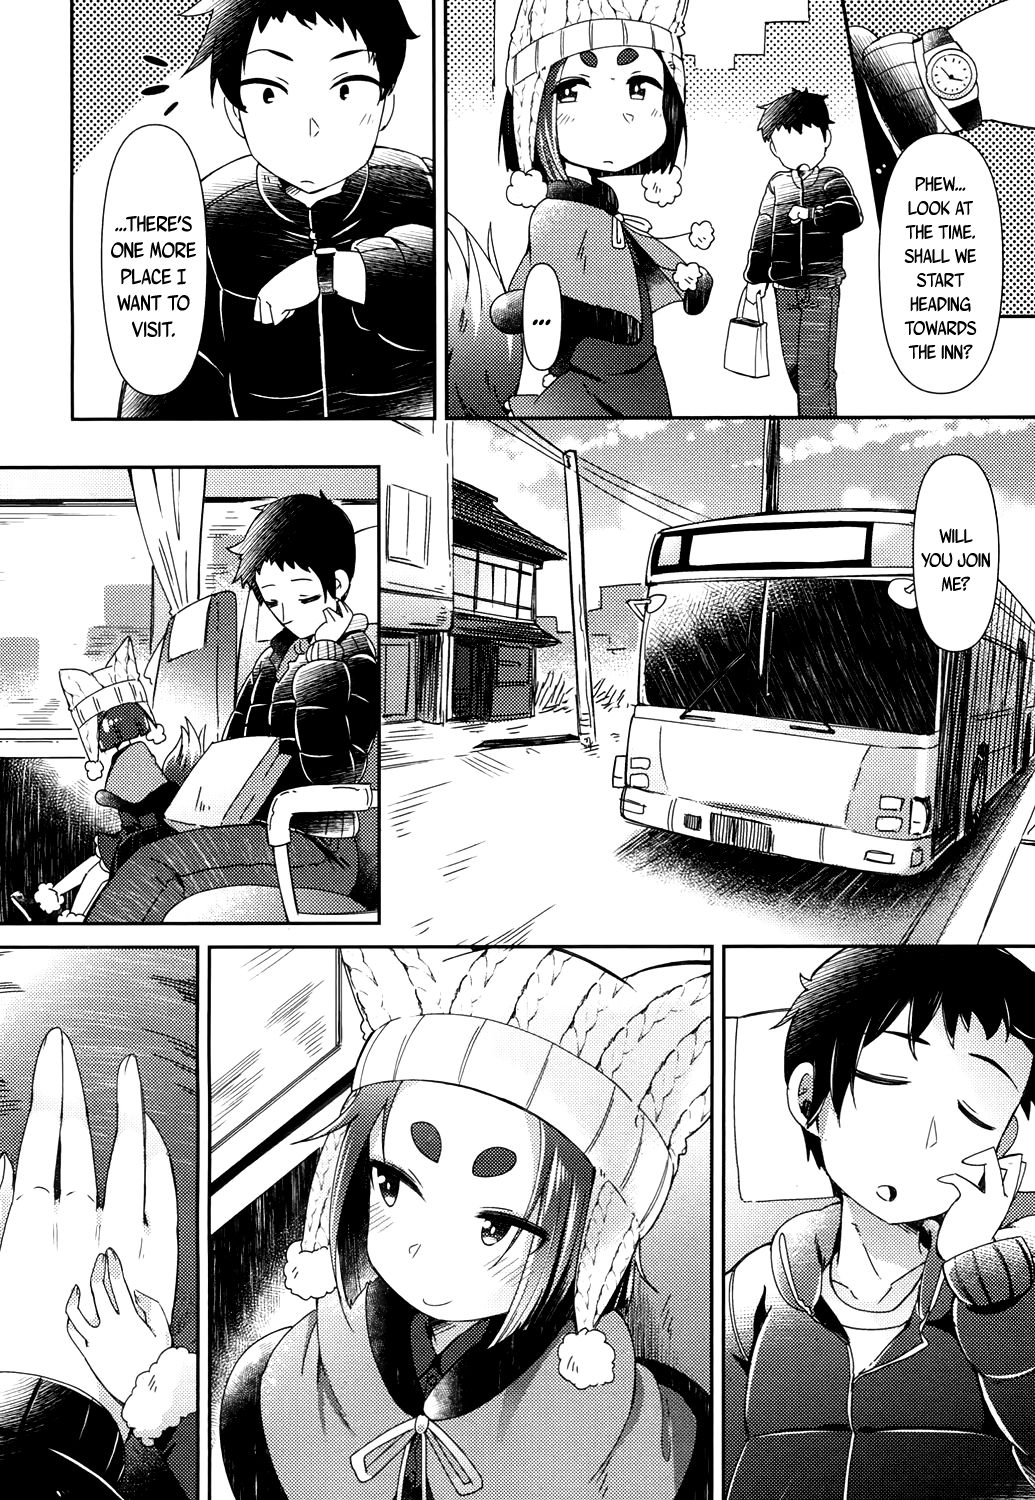 PHEW...
LOOK AT
THE TIME.
SHALL WE
START
HEADING
TOWARDS
THE INN?
...
...THERE'S
ONE MORE
PLACE I
WANT TO
VISIT.
WILL
YOU JOIN
ME?